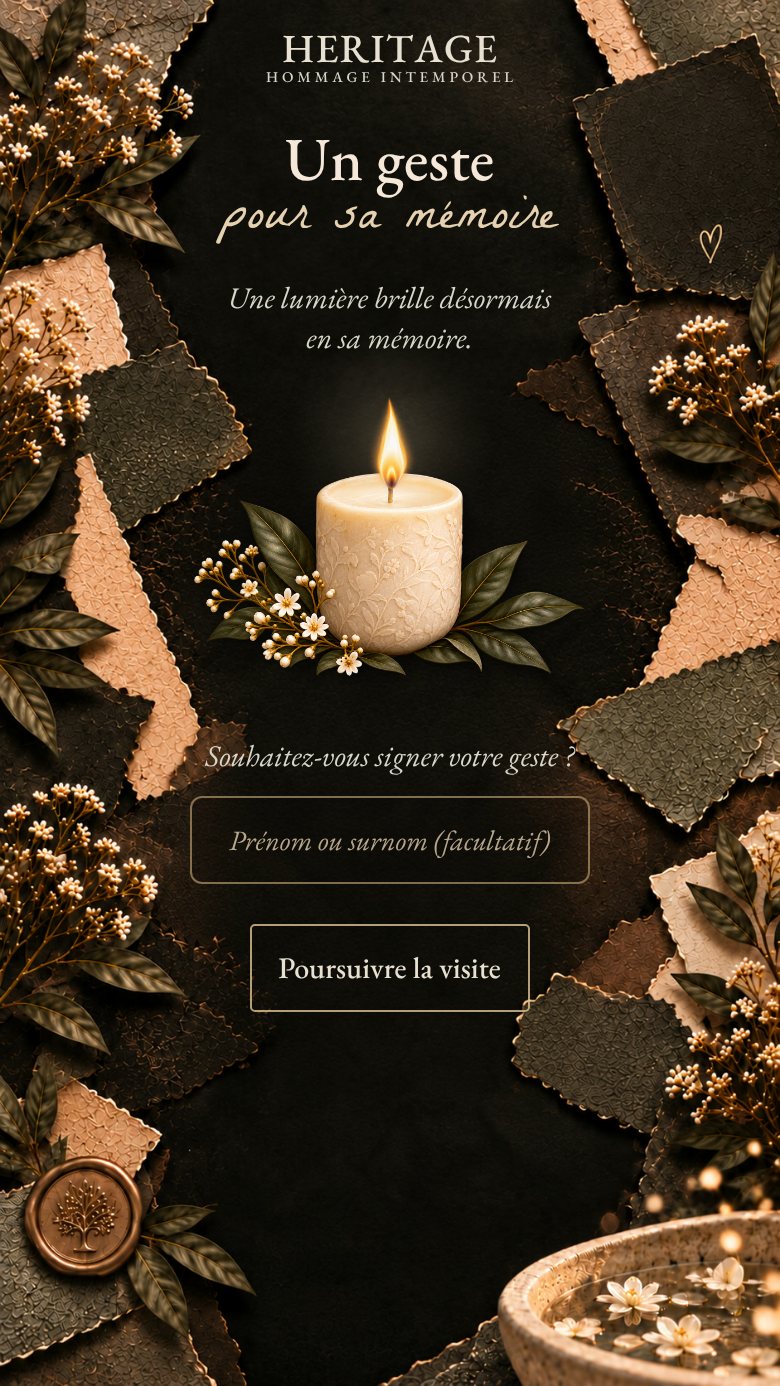 HERITAGE
HOMMAGE INTEMPOREL
Un geste
pour sa mémoire
Une lumière brille désormais
en sa mémoire.
Souhaitez-vous signer votre geste ?
Prénom ou surnom (facultatif)
Poursuivre la visite